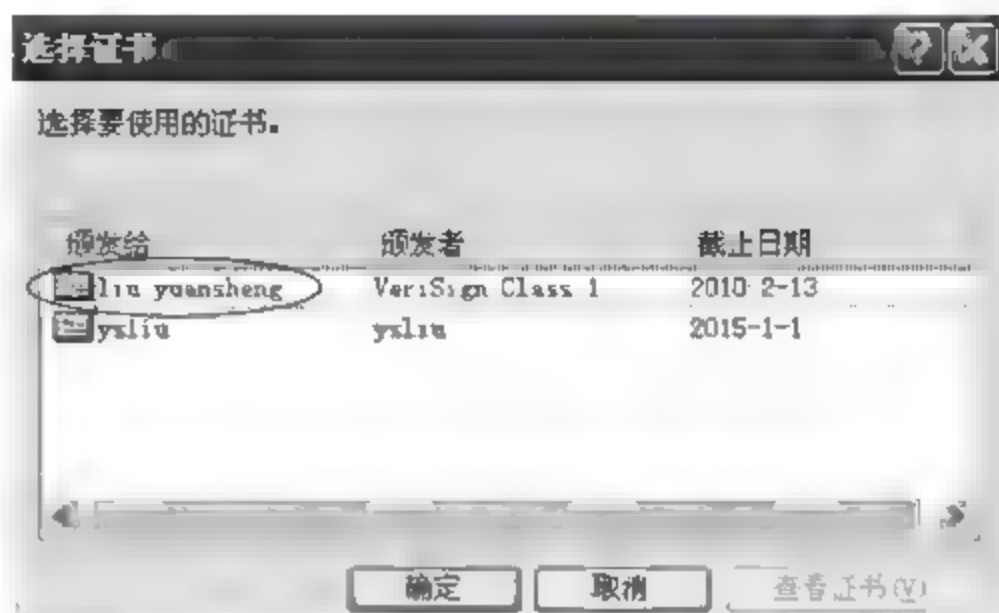 选择证书
选择要使用的证书。
颁发给 颁发者 截止日期
liu yuansheng VeriSign Class 1 2010-2-13
ysliu ysliu 2015-1-1
确定 取消 查看证书(V)